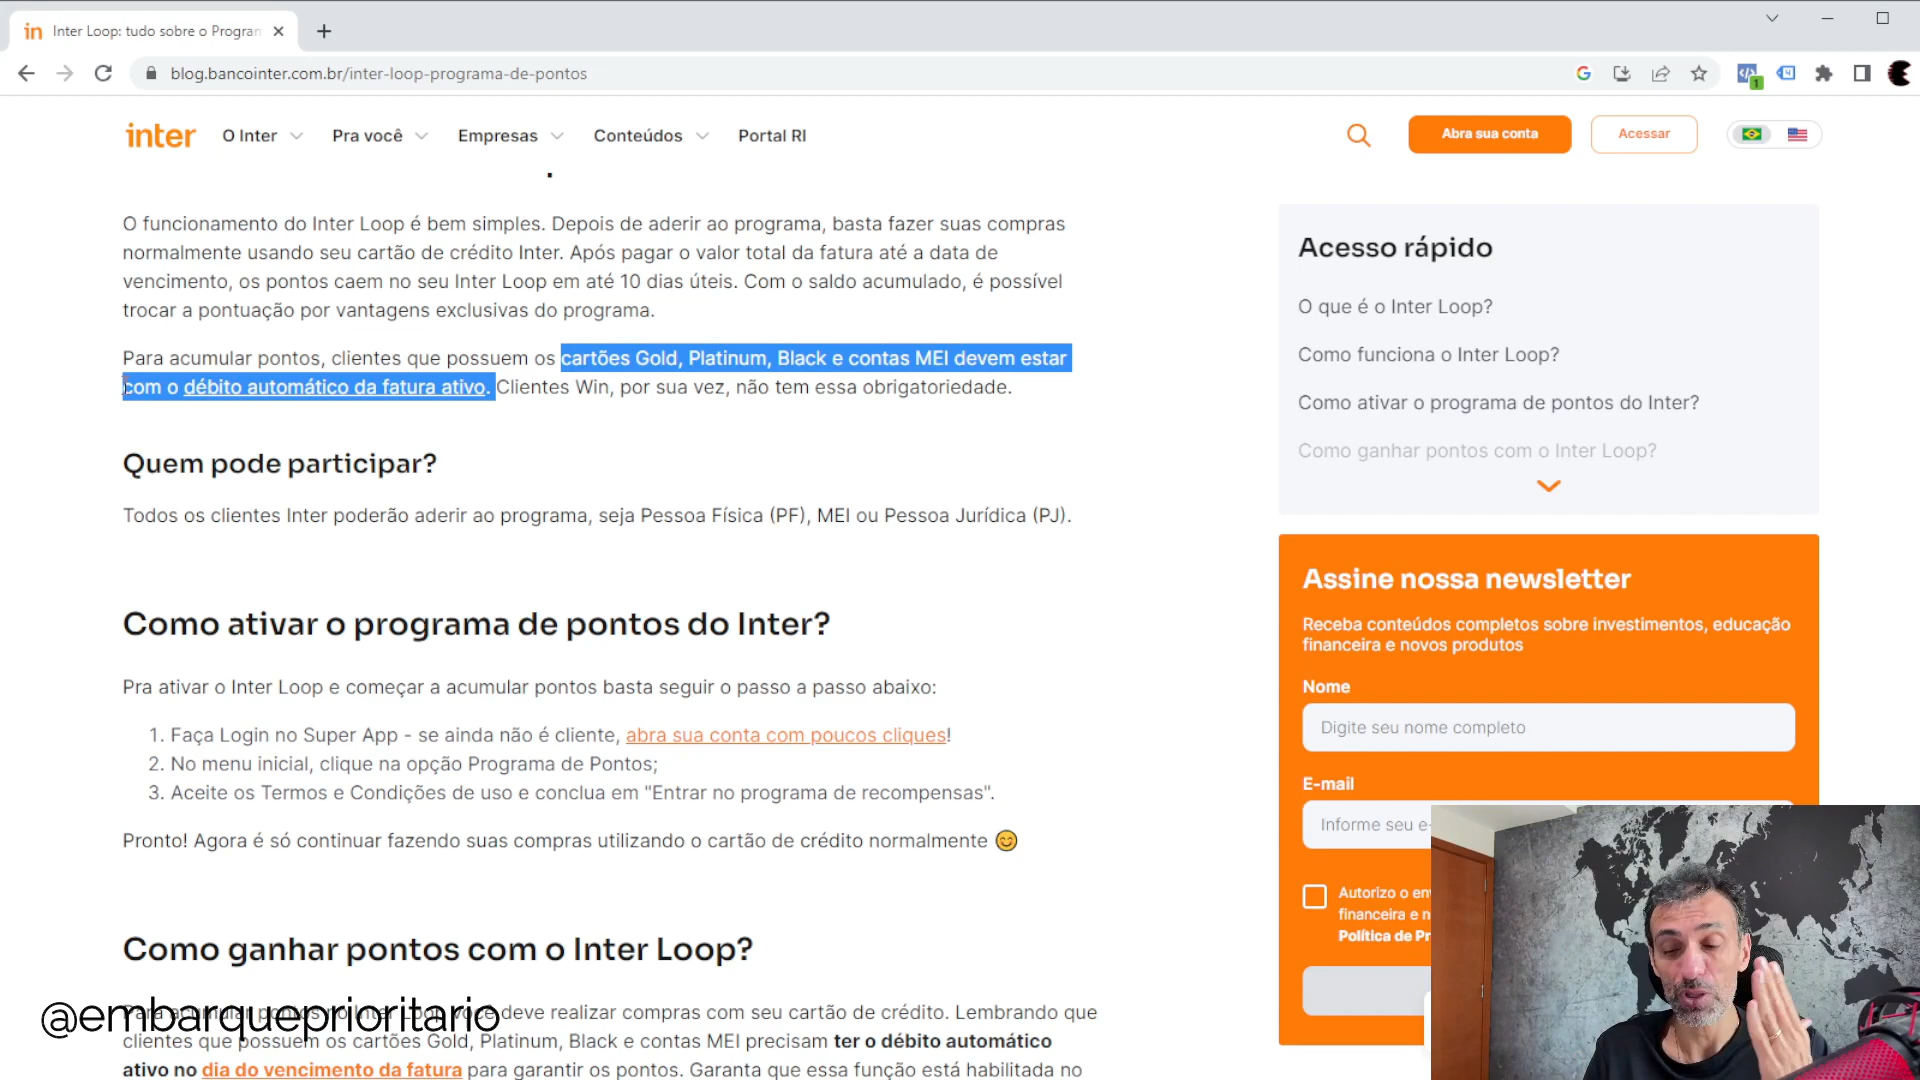 in Inter Loop: tudo sobre o Program
blog.bancointer.com.br/inter-loop-programa-de-pontos
G
1
inter
O Inter
Pra você
Empresas
Conteúdos
Portal RI
Abra sua conta
Acessar
O funcionamento do Inter Loop é bem simples. Depois de aderir ao programa, basta fazer suas compras
normalmente usando seu cartão de crédito Inter. Após pagar o valor total da fatura até a data de
vencimento, os pontos caem no seu Inter Loop em até 10 dias úteis. Com o saldo acumulado, é possível
trocar a pontuação por vantagens exclusivas do programa.
Para acumular pontos, clientes que possuem os cartões Gold, Platinum, Black e contas MEI devem estar
com o débito automático da fatura ativo. Clientes Win, por sua vez, não tem essa obrigatoriedade.
Quem pode participar?
Todos os clientes Inter poderão aderir ao programa, seja Pessoa Física (PF), MEI ou Pessoa Jurídica (PJ).
Como ativar o programa de pontos do Inter?
Pra ativar o Inter Loop e começar a acumular pontos basta seguir o passo a passo abaixo:
1. Faça Login no Super App - se ainda não é cliente, abra sua conta com poucos cliques!
2. No menu inicial, clique na opção Programa de Pontos;
3. Aceite os Termos e Condições de uso e conclua em "Entrar no programa de recompensas".
Pronto! Agora é só continuar fazendo suas compras utilizando o cartão de crédito normalmente 😊
Como ganhar pontos com o Inter Loop?
Para acumular pontos no Inter Loop você deve realizar compras com seu cartão de crédito. Lembrando que
clientes que possuem os cartões Gold, Platinum, Black e contas MEI precisam ter o débito automático
ativo no dia do vencimento da fatura para garantir os pontos. Garanta que essa função está habilitada no
@embarqueprioritario
Acesso rápido
O que é o Inter Loop?
Como funciona o Inter Loop?
Como ativar o programa de pontos do Inter?
Como ganhar pontos com o Inter Loop?
Assine nossa newsletter
Receba conteúdos completos sobre investimentos, educação
financeira e novos produtos
Nome
Digite seu nome completo
E-mail
Informe seu e-
Autorizo o en
financeira e n
Política de Pr